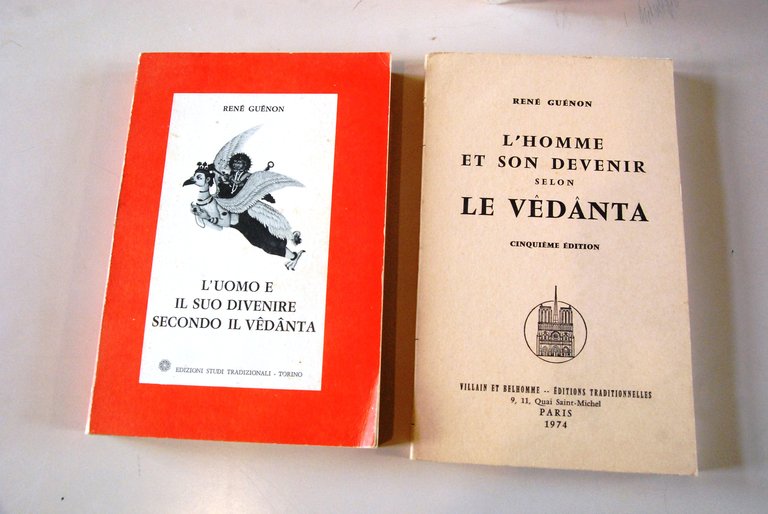 RENÉ GUÉNON
L'UOMO E
IL SUO DIVENIRE
SECONDO IL VÊDÂNTA
EDIZIONI STUDI TRADIZIONALI - TORINO
RENÉ GUÉNON
L'HOMME
ET SON DEVENIR
SELON
LE VÊDÂNTA
CINQUIÈME ÉDITION
VILLAIN ET BELHOMME -- ÉDITIONS TRADITIONNELLES
9, 11, Quai Saint-Michel
PARIS
1974